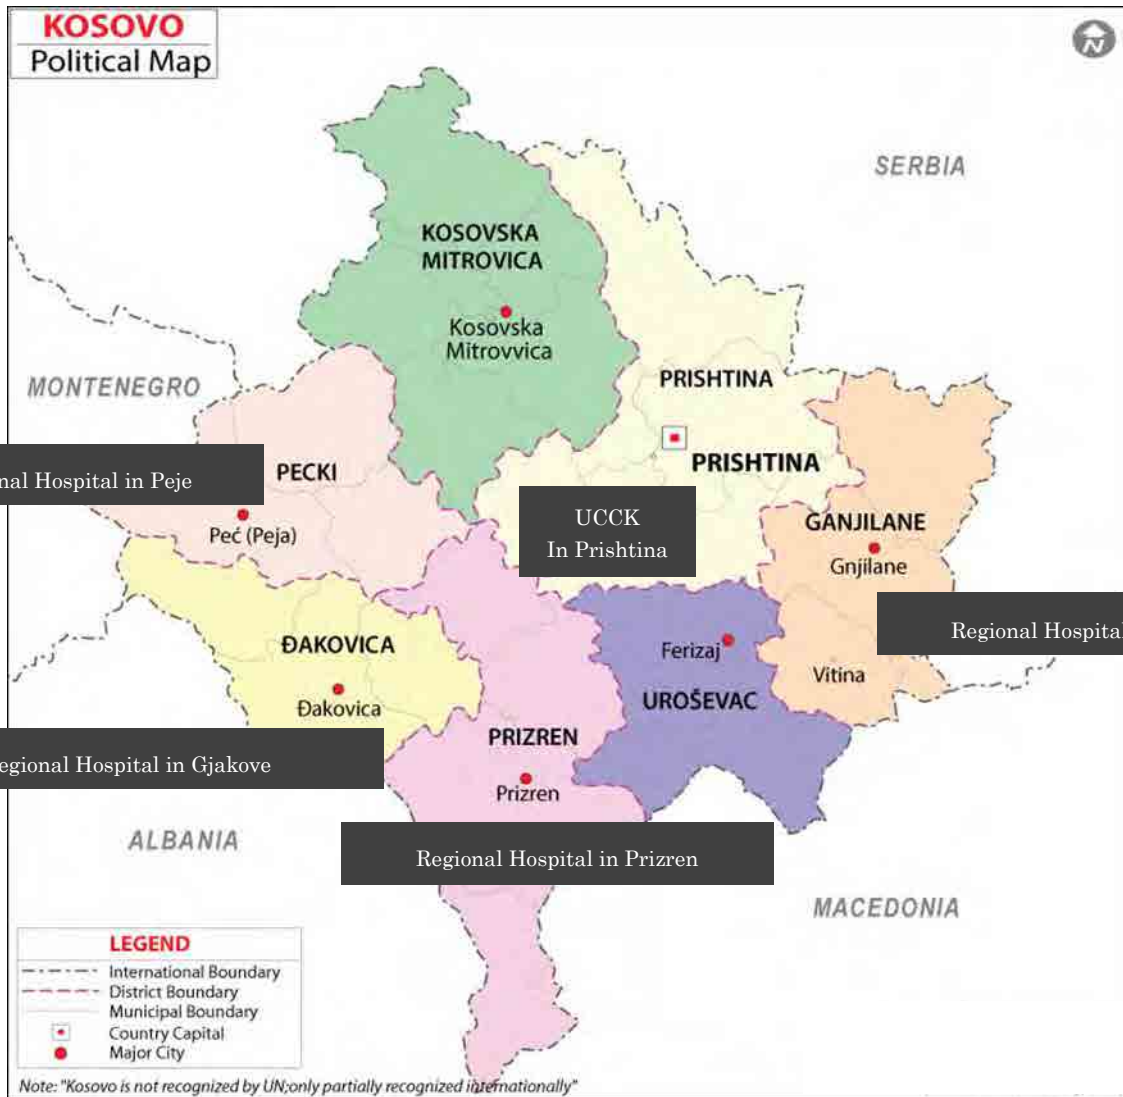 KOSOVO
Political Map
N
SERBIA
KOSOVSKA
MITROVICA
Kosovska
Mitrovvica
MONTENEGRO
PRISHTINA
PRISHTINA
nal Hospital in Peje
PECKI
Peć (Peja)
UCCK
In Prishtina
GANJILANE
Gnjilane
Regional Hospital
ĐAKOVICA
Đakovica
Ferizaj
Vitina
UROŠEVAC
PRIZREN
Prizren
egional Hospital in Gjakove
ALBANIA
Regional Hospital in Prizren
MACEDONIA
LEGEND
International Boundary
District Boundary
Municipal Boundary
Country Capital
Major City
Note: "Kosovo is not recognized by UN;only partially recognized internationally"